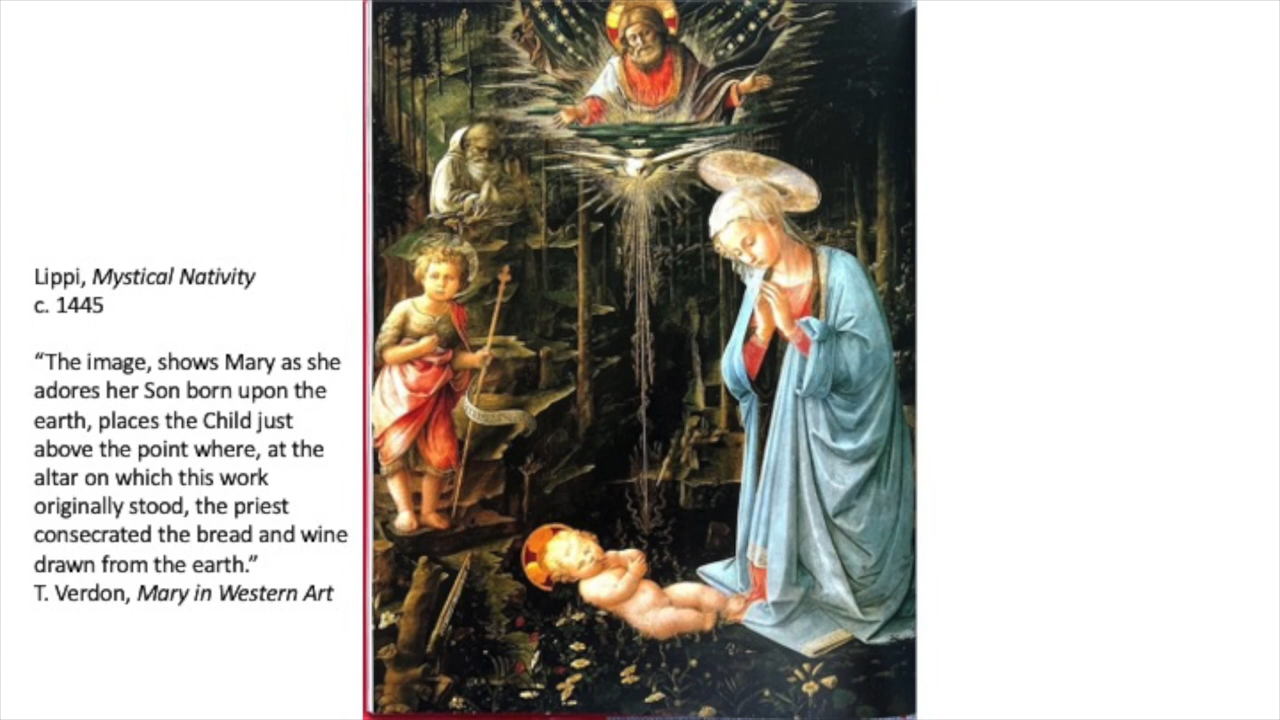 Lippi, Mystical Nativity
c. 1445
“The image, shows Mary as she
adores her Son born upon the
earth, places the Child just
above the point where, at the
altar on which this work
originally stood, the priest
consecrated the bread and wine
drawn from the earth.”
T. Verdon, Mary in Western Art